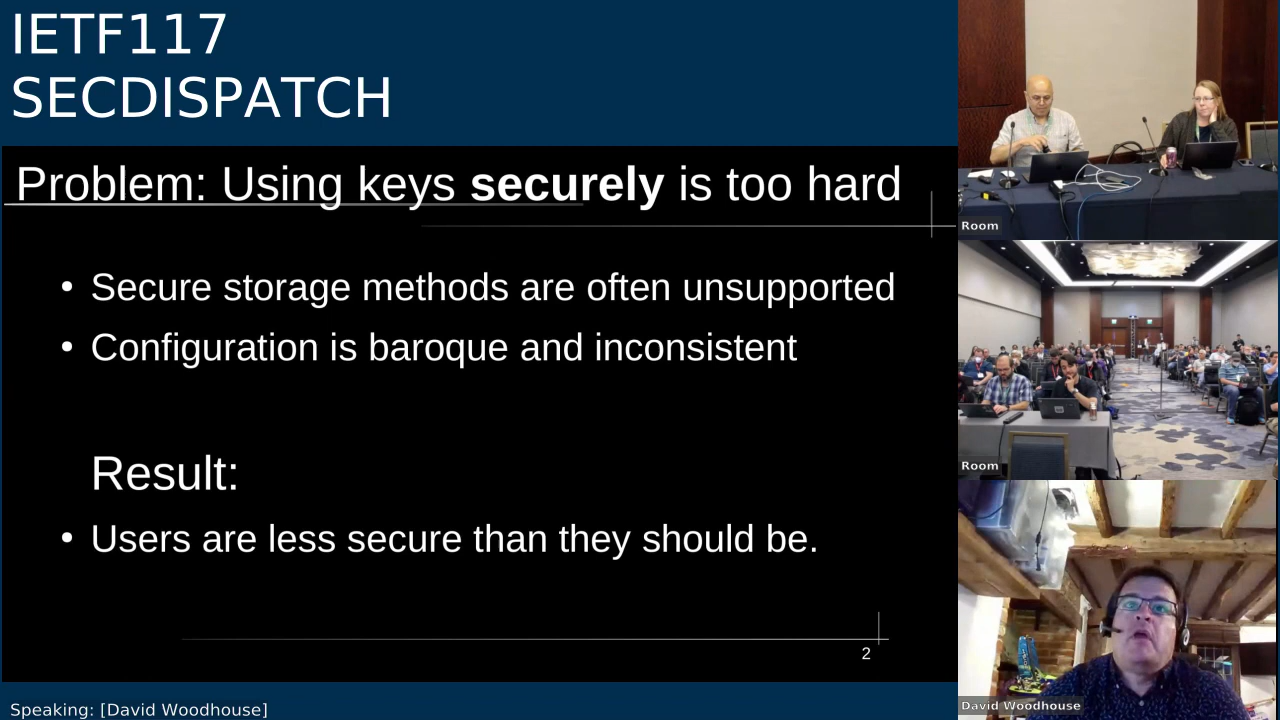 IETF117
SECDISPATCH
Problem: Using keys securely is too hard
• Secure storage methods are often unsupported
• Configuration is baroque and inconsistent
Result:
• Users are less secure than they should be.
2
Speaking: [David Woodhouse]
Room
Room
David Woodhouse